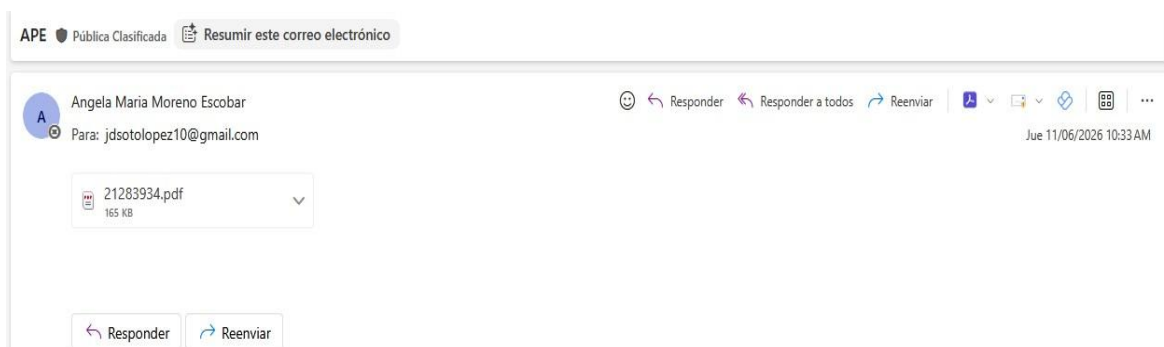 APE Pública Clasificada Resumir este correo electrónico
A
Angela Maria Moreno Escobar
Responder Responder a todos Reenviar
Para: jdsotolopez10@gmail.com
Jue 11/06/2026 10:33 AM
21283934.pdf
165 KB
Responder Reenviar